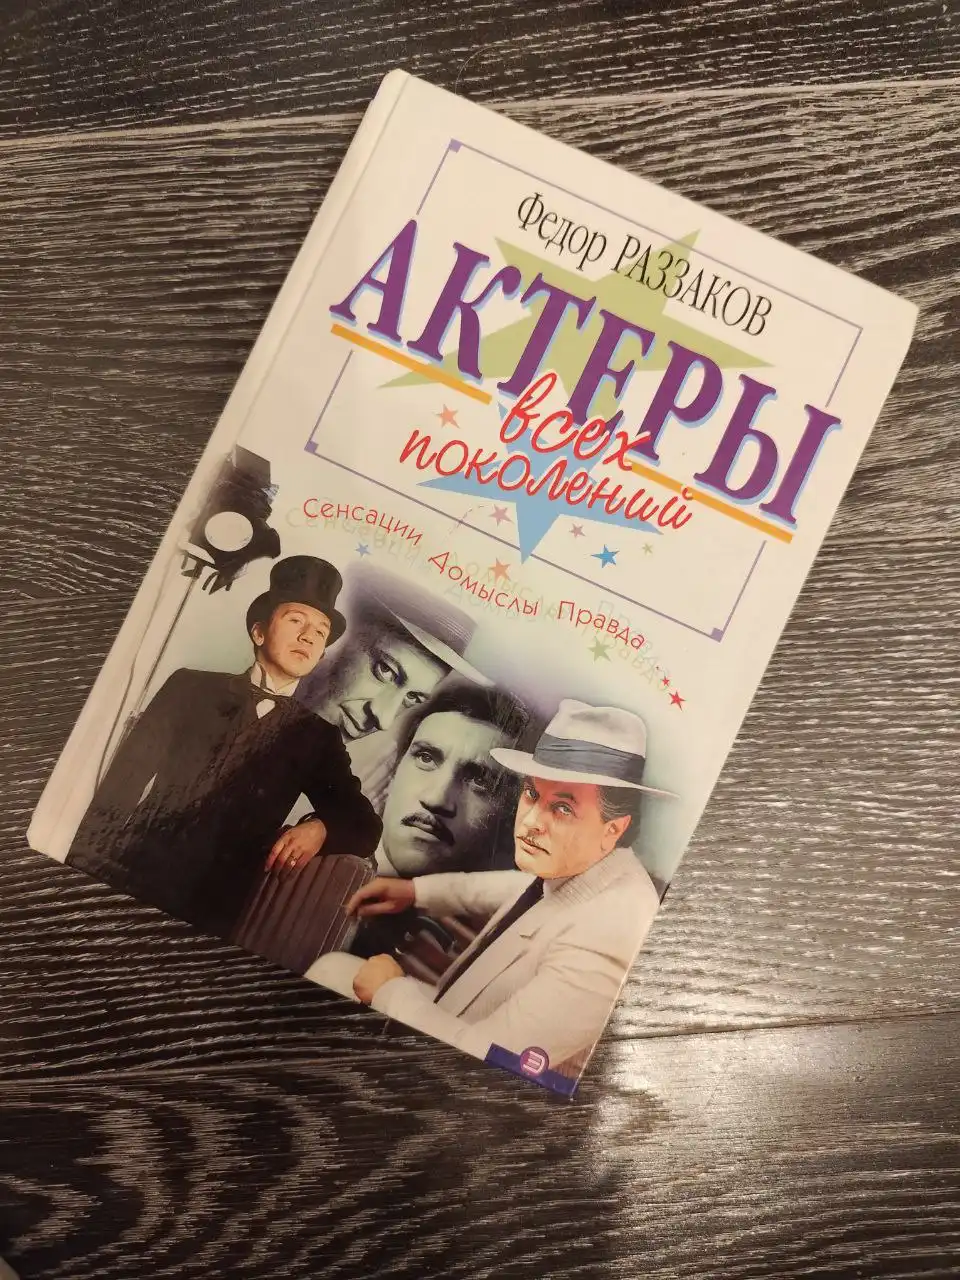 Федор РАЗЗАКОВ
АКТЕРЫ
всех
поколений
Сенсации Домыслы Правда...
Э